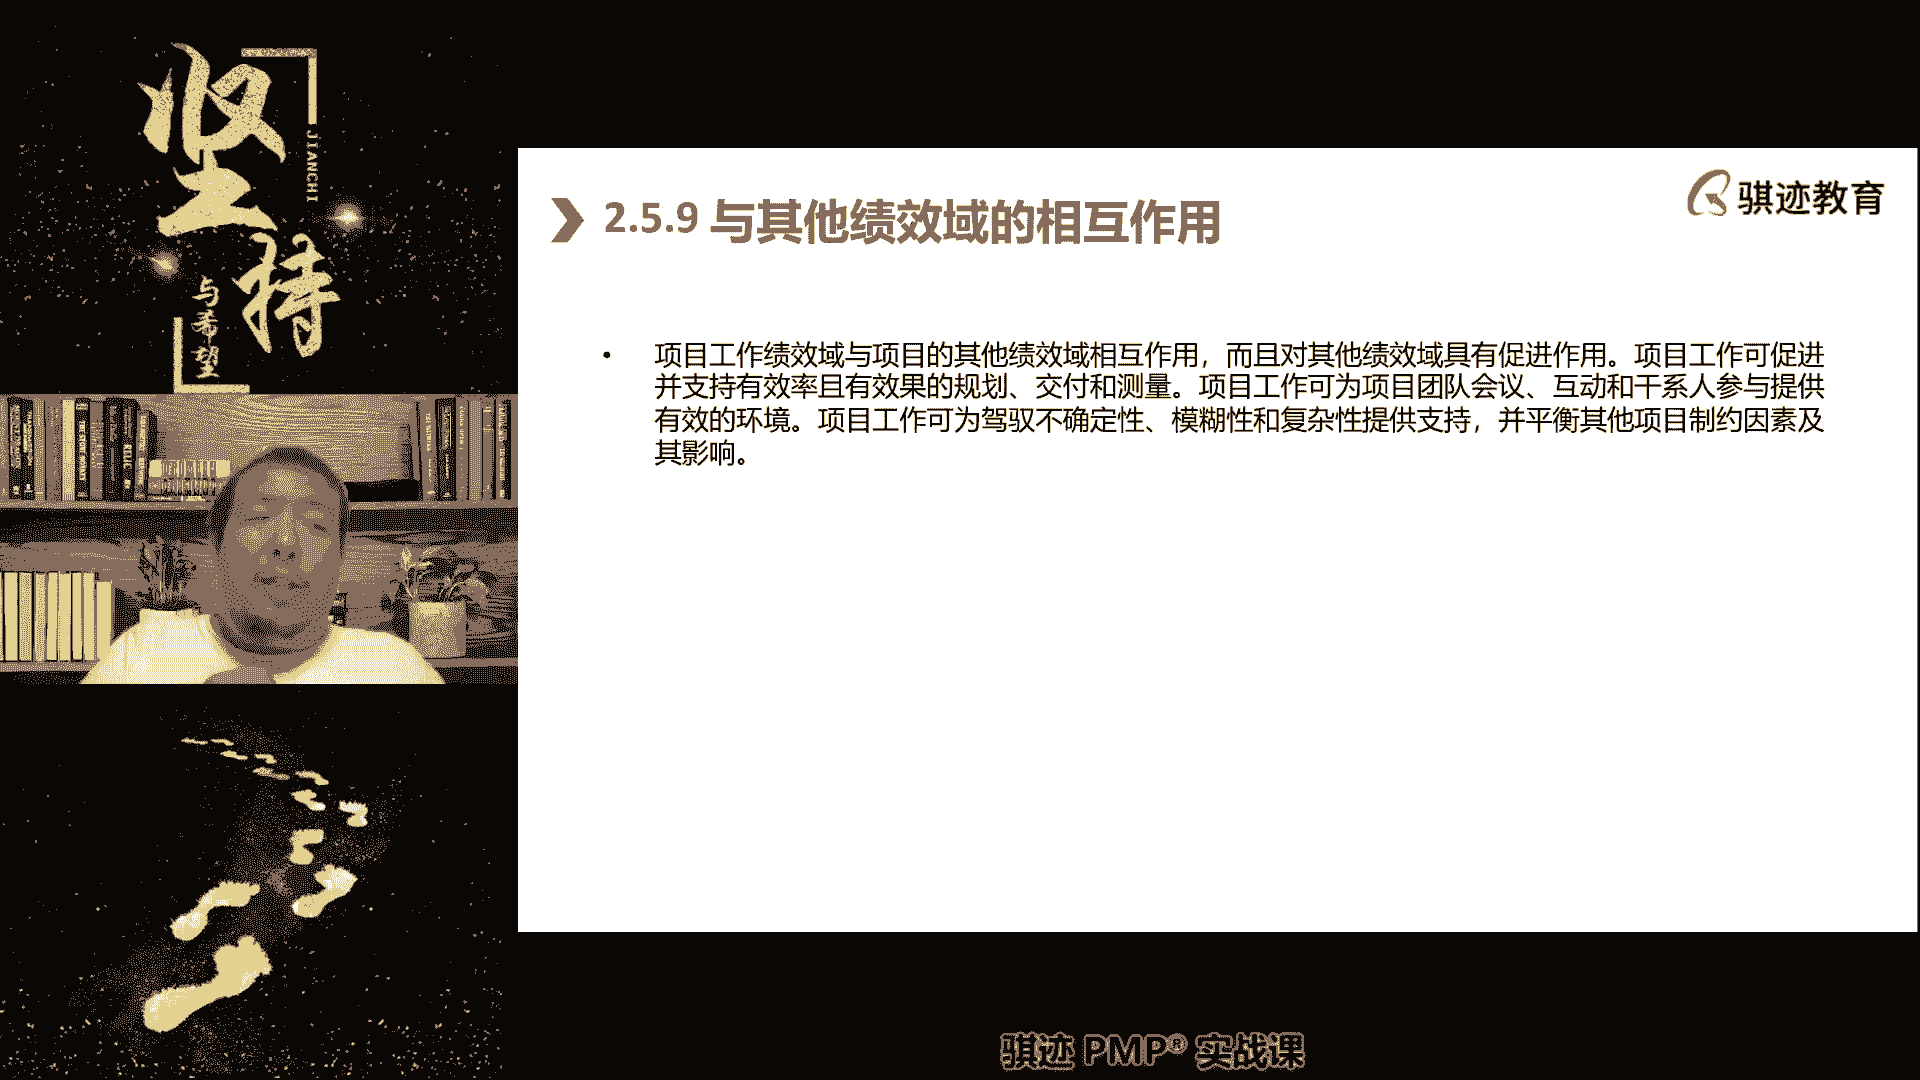 坚持
JIANCHI
与希望
骐迹教育
2.5.9 与其他绩效域的相互作用
• 项目工作绩效域与项目的其他绩效域相互作用，而且对其他绩效域具有促进作用。项目工作可促进
并支持有效率且有效果的规划、交付和测量。项目工作可为项目团队会议、互动和干系人参与提供
有效的环境。项目工作可为驾驭不确定性、模糊性和复杂性提供支持，并平衡其他项目制约因素及
其影响。
骐迹 PMP® 实战课